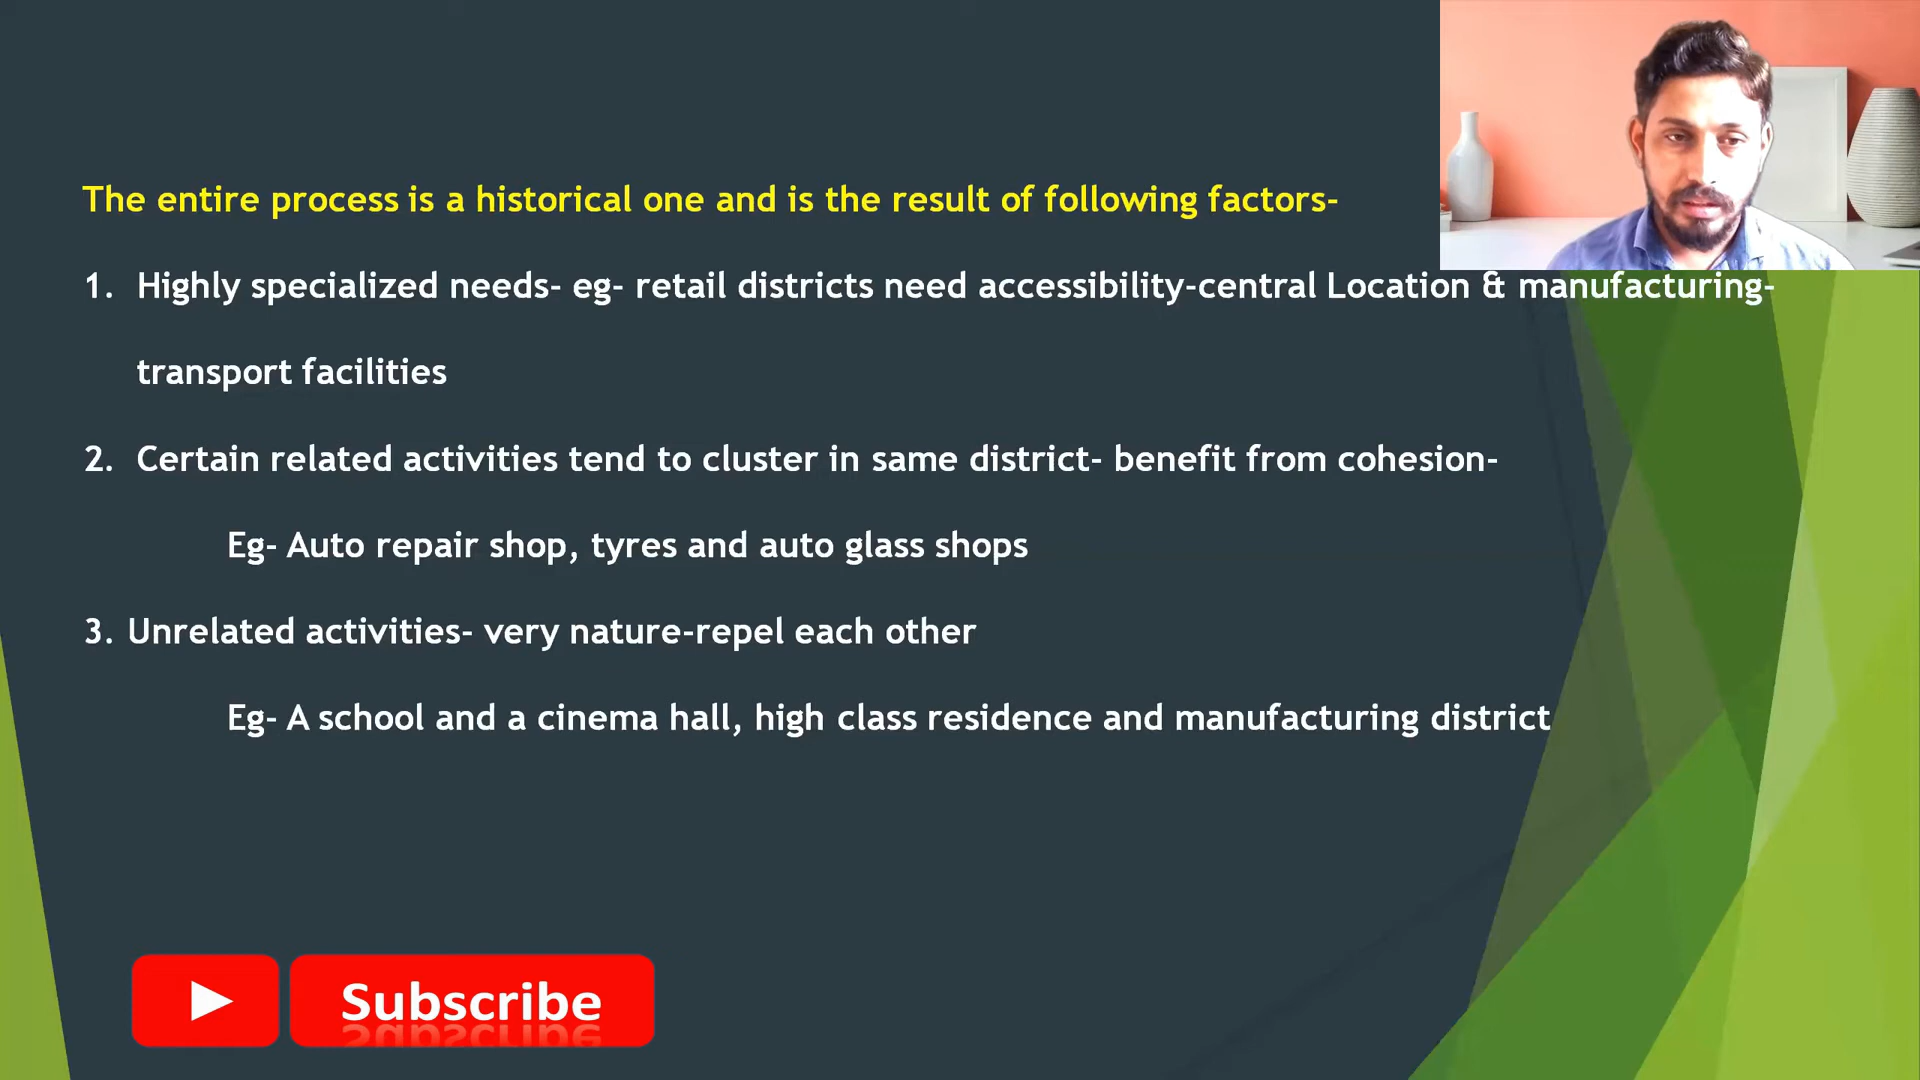 The entire process is a historical one and is the result of following factors-
1. Highly specialized needs- eg- retail districts need accessibility-central Location & manufacturing-
transport facilities
2. Certain related activities tend to cluster in same district- benefit from cohesion-
Eg- Auto repair shop, tyres and auto glass shops
3. Unrelated activities- very nature-repel each other
Eg- A school and a cinema hall, high class residence and manufacturing district
Subscribe